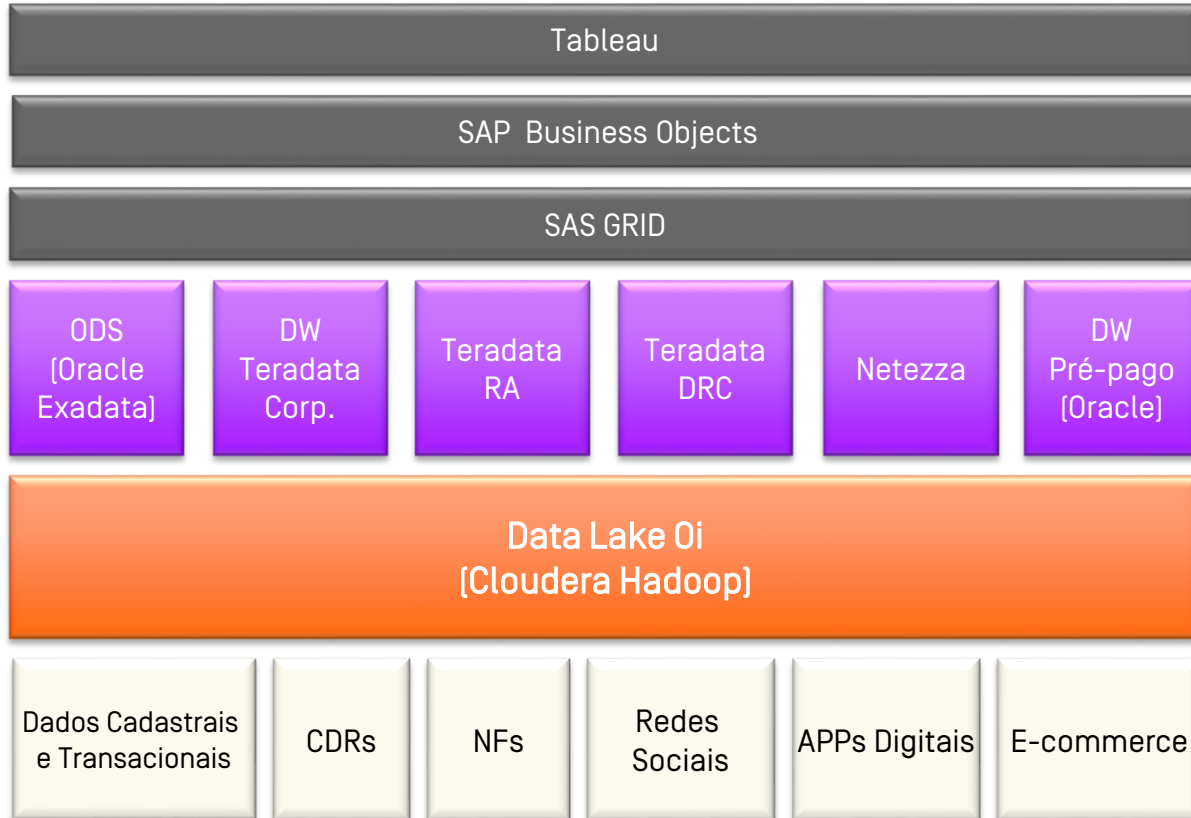 Tableau
SAP Business Objects
SAS GRID
ODS
(Oracle
Exadata)
DW
Teradata
Corp.
Teradata
RA
Teradata
DRC
Netezza
DW
Pré-pago
(Oracle)
Data Lake Oi
(Cloudera Hadoop)
Dados Cadastrais
e Transacionais
CDRs
NFs
Redes
Sociais
APPs Digitais
E-commerce